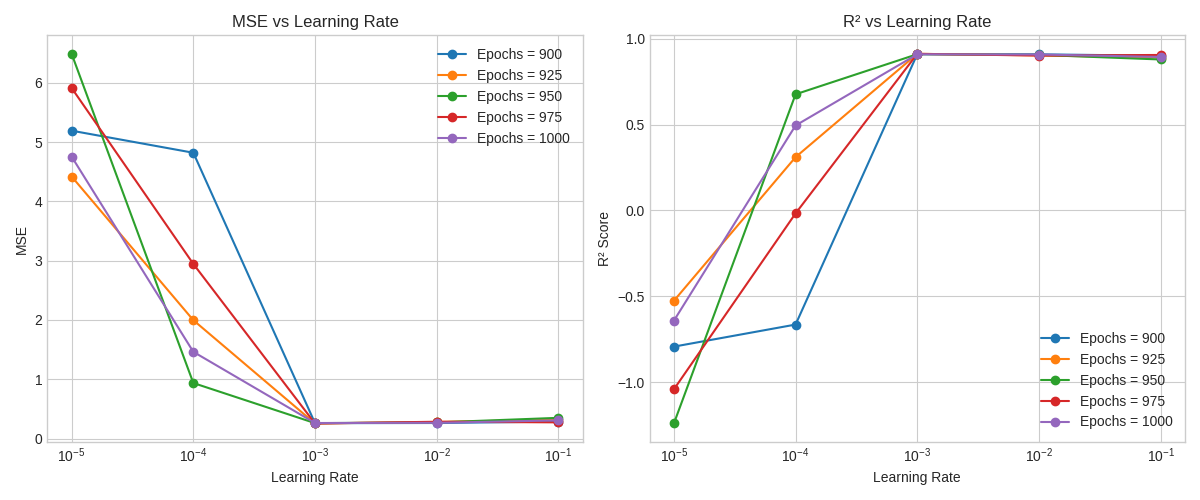 MSE vs Learning Rate
MSE
6
5
4
3
2
1
0
Epochs = 900
Epochs = 925
Epochs = 950
Epochs = 975
Epochs = 1000
10⁻⁵ 10⁻⁴ 10⁻³ 10⁻² 10⁻¹
Learning Rate
R² vs Learning Rate
R² Score
1.0
0.5
0.0
−0.5
−1.0
Epochs = 900
Epochs = 925
Epochs = 950
Epochs = 975
Epochs = 1000
10⁻⁵ 10⁻⁴ 10⁻³ 10⁻² 10⁻¹
Learning Rate